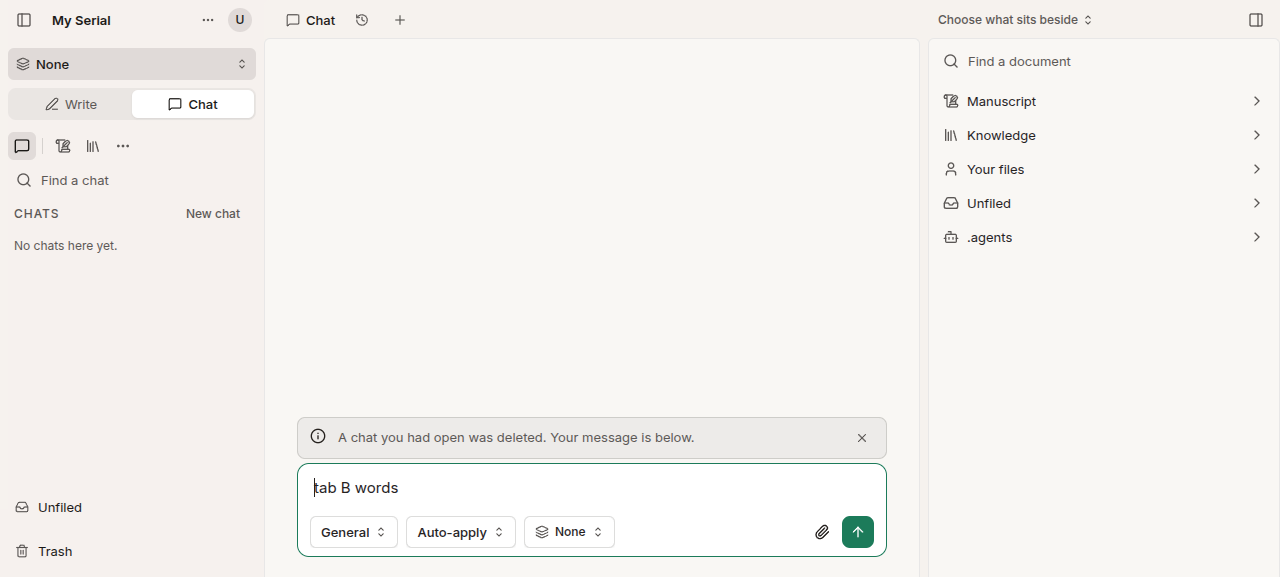 My Serial
U
None
Write
Chat
Find a chat
CHATS
New chat
No chats here yet.
Unfiled
Trash
Chat
A chat you had open was deleted. Your message is below.
tab B words
General
Auto-apply
None
Choose what sits beside
Find a document
Manuscript
Knowledge
Your files
Unfiled
.agents